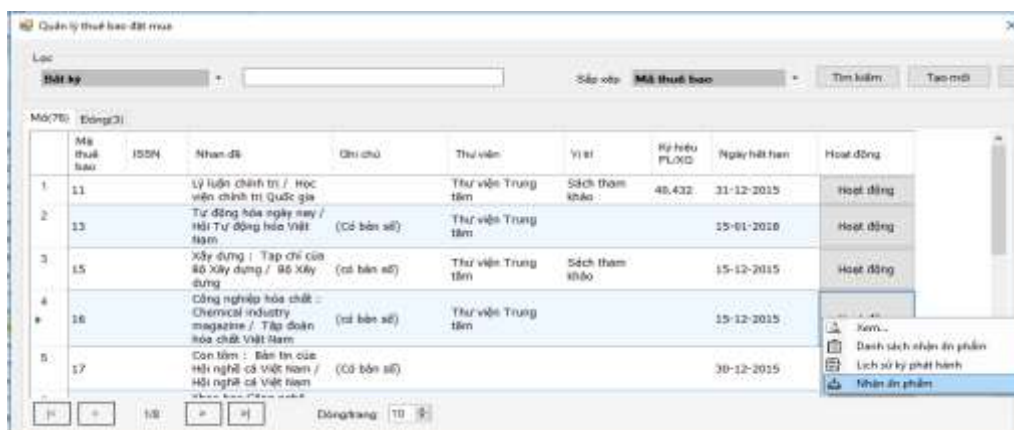 Quản lý thuê bao đặt mua
Lọc
Bất kỳ
Sắp xếp Mã thuê bao
Tìm kiếm
Tạo mới
Mở(76) Đóng(3)
Mã thuê bao ISSN Nhan đề Ghi chú Thư viện Vị trí Ký hiệu PL/XG Ngày hết hạn Hoạt động
1 11 Lý luận chính trị / Học viện chính trị Quốc gia Thư viện Trung tâm Sách tham khảo 40,432 31-12-2015 Hoạt động
2 13 Tự động hóa ngày nay / Hội Tự động hóa Việt Nam (Có bản số) Thư viện Trung tâm 15-01-2016 Hoạt động
3 15 Xây dựng : Tạp chí của Bộ Xây dựng / Bộ Xây dựng (có bản số) Thư viện Trung tâm Sách tham khảo 15-12-2015 Hoạt động
4 16 Công nghiệp hóa chất : Chemical industry magazine / Tập đoàn hóa chất Việt Nam (có bản số) Thư viện Trung tâm 15-12-2015
5 17 Con tôm : Bản tin của Hội nghề cá Việt Nam / Hội nghề cá Việt Nam (Có bản số) 30-12-2015
Xem...
Danh sách nhận ấn phẩm
Lịch sử kỳ phát hành
Nhận ấn phẩm
1/8 Dòng/trang 10